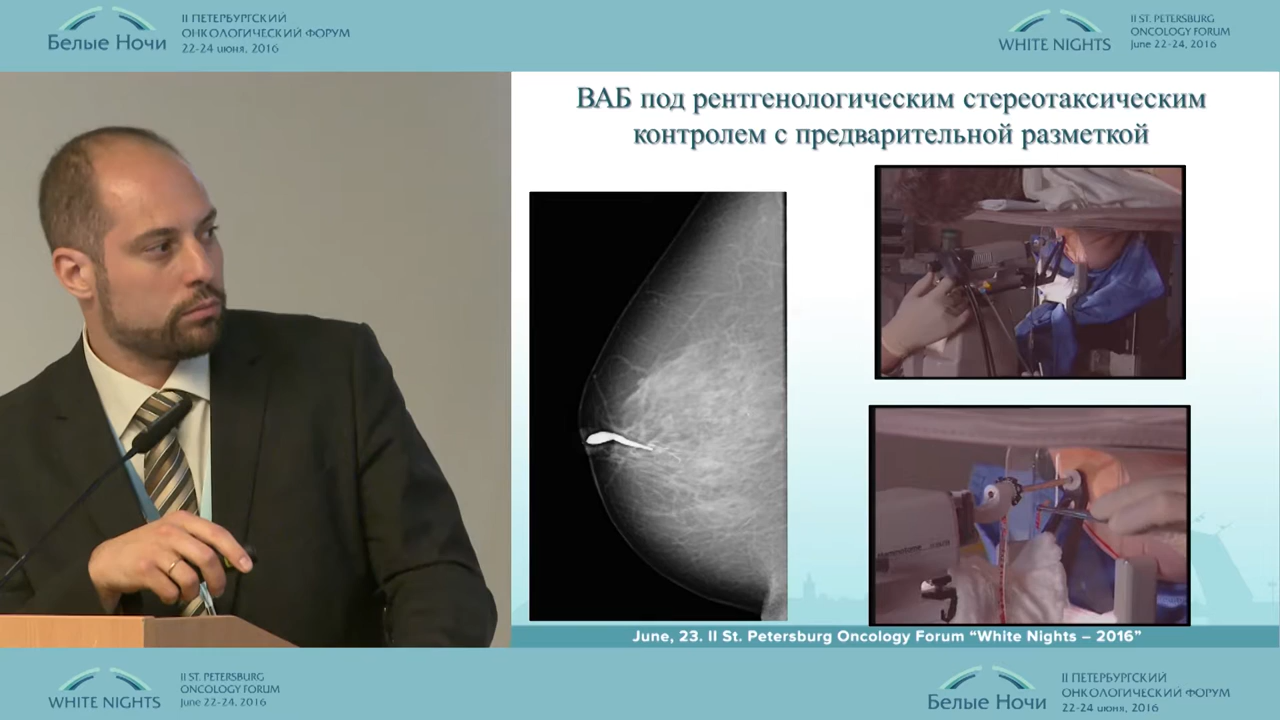 Белые Ночи
II ПЕТЕРБУРГСКИЙ
ОНКОЛОГИЧЕСКИЙ ФОРУМ
22-24 июня, 2016
WHITE NIGHTS
II ST. PETERSBURG
ONCOLOGY FORUM
June 22-24, 2016
ВАБ под рентгенологическим стереотаксическим
контролем с предварительной разметкой
June, 23. II St. Petersburg Oncology Forum “White Nights – 2016”
WHITE NIGHTS
II ST. PETERSBURG
ONCOLOGY FORUM
June 22-24, 2016
Белые Ночи
II ПЕТЕРБУРГСКИЙ
ОНКОЛОГИЧЕСКИЙ ФОРУМ
22-24 июня, 2016